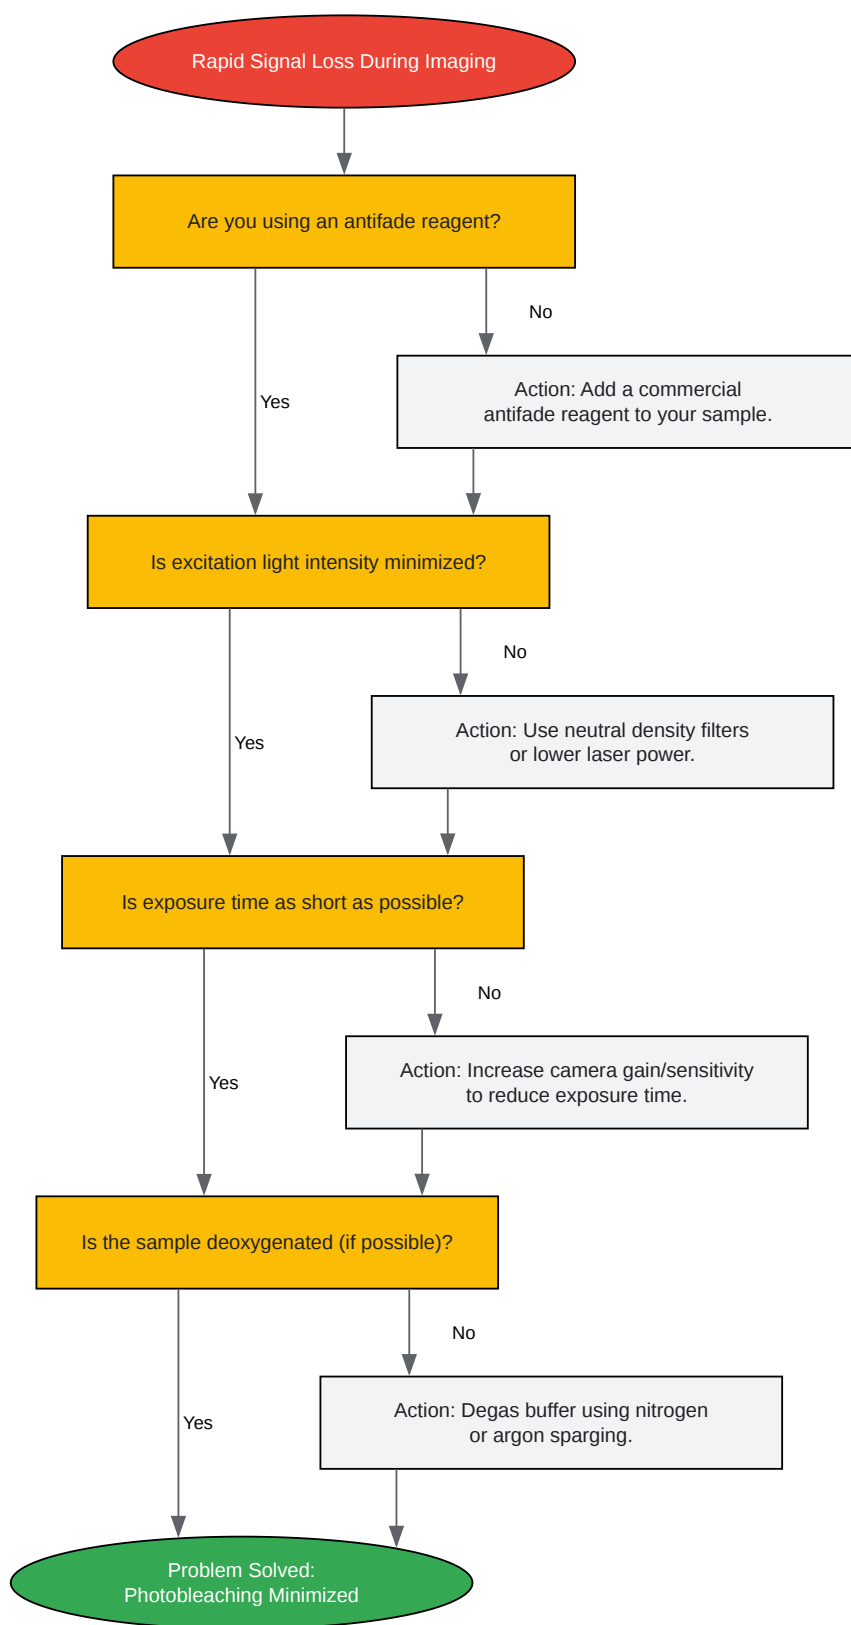 Rapid Signal Loss During Imaging
Are you using an antifade reagent?
No
Yes
Action: Add a commercial
antifade reagent to your sample.
Is excitation light intensity minimized?
No
Yes
Action: Use neutral density filters
or lower laser power.
Is exposure time as short as possible?
No
Yes
Action: Increase camera gain/sensitivity
to reduce exposure time.
Is the sample deoxygenated (if possible)?
No
Yes
Action: Degas buffer using nitrogen
or argon sparging.
Problem Solved:
Photobleaching Minimized